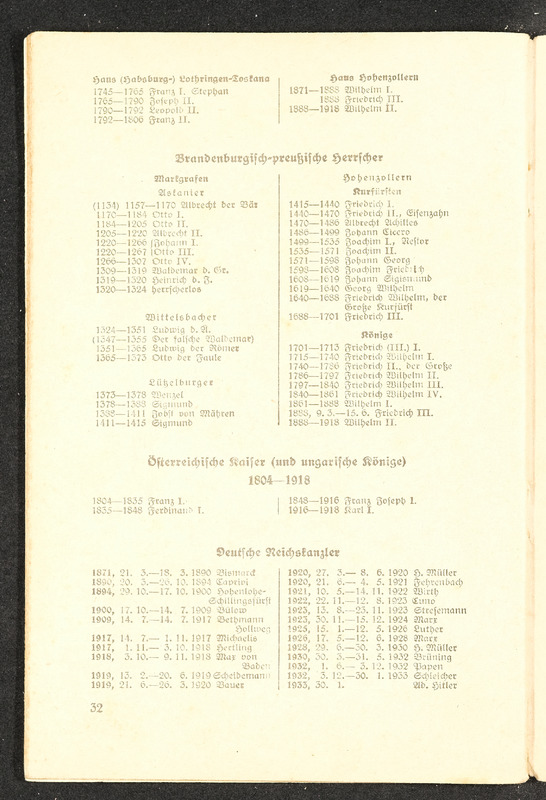 Haus (Habsburg-) Lothringen-Toskana
1745—1765 Franz I. Stephan
1765—1790 Joseph II.
1790—1792 Leopold II.
1792—1806 Franz II.
Haus Hohenzollern
1871—1888 Wilhelm I.
1888 Friedrich III.
1888—1918 Wilhelm II.
Brandenburgisch-preußische Herrscher
Markgrafen
Askanier
(1134) 1157—1170 Albrecht der Bär
1170—1184 Otto I.
1184—1205 Otto II.
1205—1220 Albrecht II.
1220—1266 {Johann I.
1220—1267 {Otto III.
1266—1307 Otto IV.
1309—1319 Waldemar d. Gr.
1319—1320 Heinrich d. J.
1320—1324 herrscherlos
Wittelsbacher
1324—1351 Ludwig d. Ä.
(1347—1355 Der falsche Waldemar)
1351—1365 Ludwig der Römer
1365—1373 Otto der Faule
Lützelburger
1373—1378 Wenzel
1378—1388 Sigmund
1388—1411 Jobst von Mähren
1411—1415 Sigmund
Hohenzollern
Kurfürsten
1415—1440 Friedrich I.
1440—1470 Friedrich II., Eisenzahn
1470—1486 Albrecht Achilles
1486—1499 Johann Cicero
1499—1535 Joachim I., Nestor
1535—1571 Joachim II.
1571—1598 Johann Georg
1598—1608 Joachim Friedrich
1608—1619 Johann Sigismund
1619—1640 Georg Wilhelm
1640—1688 Friedrich Wilhelm, der
Große Kurfürst
1688—1701 Friedrich III.
Könige
1701—1713 Friedrich (III.) I.
1715—1740 Friedrich Wilhelm I.
1740—1786 Friedrich II., der Große
1786—1797 Friedrich Wilhelm II.
1797—1840 Friedrich Wilhelm III.
1840—1861 Friedrich Wilhelm IV.
1861—1888 Wilhelm I.
1888, 9. 3.—15. 6. Friedrich III.
1888—1918 Wilhelm II.
Österreichische Kaiser (und ungarische Könige)
1804—1918
1804—1835 Franz I.
1835—1848 Ferdinand I.
1848—1916 Franz Joseph I.
1916—1918 Karl I.
Deutsche Reichskanzler
1871, 21. 3.—18. 3. 1890 Bismarck
1890, 20. 3.—26. 10. 1894 Caprivi
1894, 29. 10.—17. 10. 1900 Hohenlohe-
Schillingsfürst
1900, 17. 10.—14. 7. 1909 Bülow
1909, 14. 7.—14. 7. 1917 Bethmann
Hollweg
1917, 14. 7.— 1. 11. 1917 Michaelis
1917, 1. 11.— 3. 10. 1918 Hertling
1918, 3. 10.— 9. 11. 1918 Max von
Baden
1919, 13. 2.—20. 6. 1919 Scheidemann
1919, 21. 6.—26. 3. 1920 Bauer
1920, 27. 3.— 8. 6. 1920 H. Müller
1920, 21. 6.— 4. 5. 1921 Fehrenbach
1921, 10. 5.—14. 11. 1922 Wirth
1922, 22. 11.—12. 8. 1923 Cuno
1923, 13. 8.—23. 11. 1923 Stresemann
1923, 30. 11.—15. 12. 1924 Marx
1925, 15. 1.—12. 5. 1926 Luther
1926, 17. 5.—12. 6. 1928 Marx
1928, 29. 6.—30. 3. 1930 H. Müller
1930, 30. 3.—31. 5. 1932 Brüning
1932, 1. 6.— 3. 12. 1932 Papen
1932, 3. 12.—30. 1. 1933 Schleicher
1933, 30. 1. Ad. Hitler
32